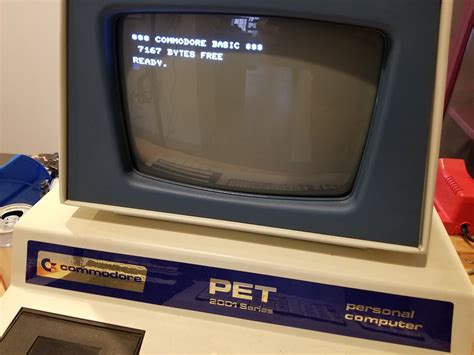 *** COMMODORE BASIC ***
7167 BYTES FREE
READY.
commodore
PET
2001 Series
personal
computer